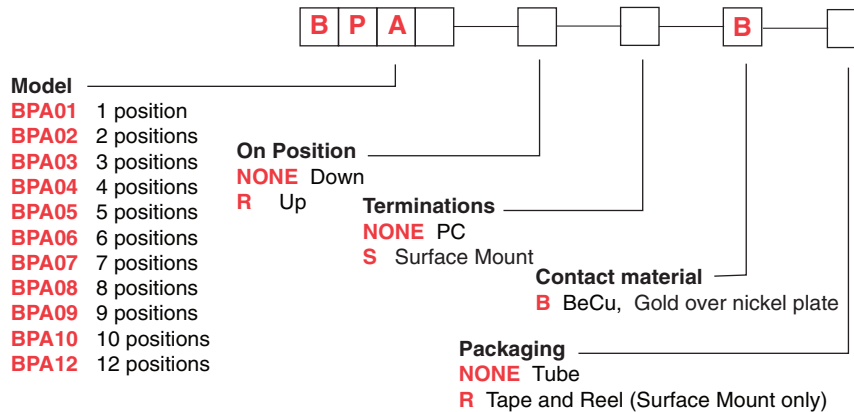 B P A B
Model
BPA01 1 position
BPA02 2 positions
BPA03 3 positions
BPA04 4 positions
BPA05 5 positions
BPA06 6 positions
BPA07 7 positions
BPA08 8 positions
BPA09 9 positions
BPA10 10 positions
BPA12 12 positions
On Position
NONE Down
R Up
Terminations
NONE PC
S Surface Mount
Contact material
B BeCu, Gold over nickel plate
Packaging
NONE Tube
R Tape and Reel (Surface Mount only)